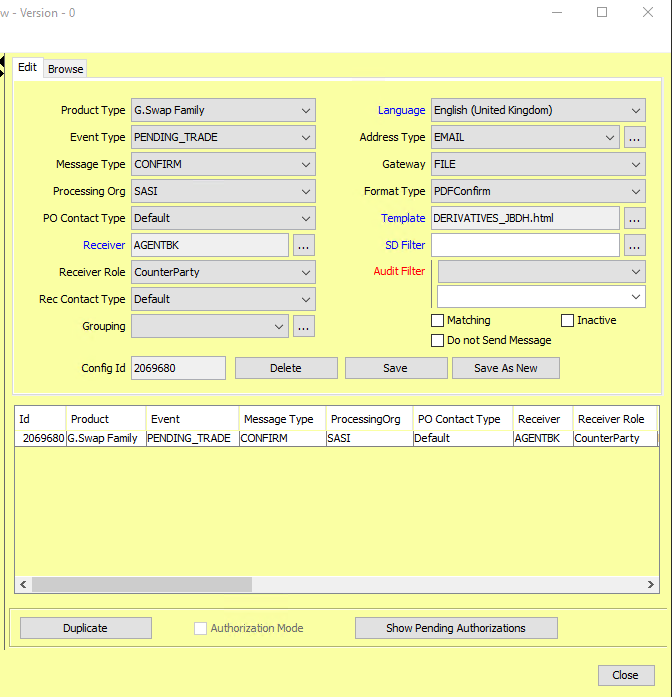 w - Version - 0
Edit Browse
Product Type G.Swap Family Language English (United Kingdom)
Event Type PENDING_TRADE Address Type EMAIL ...
Message Type CONFIRM Gateway FILE
Processing Org SASI Format Type PDFConfirm
PO Contact Type Default Template DERIVATIVES_JBDH.html ...
Receiver AGENTBK ... SD Filter ...
Receiver Role CounterParty Audit Filter
Rec Contact Type Default
Grouping ... Matching Inactive
Do not Send Message
Config Id 2069680 Delete Save Save As New
Id Product Event Message Type ProcessingOrg PO Contact Type Receiver Receiver Role
2069680 G.Swap Family PENDING_TRADE CONFIRM SASI Default AGENTBK CounterParty
Duplicate Authorization Mode Show Pending Authorizations
Close